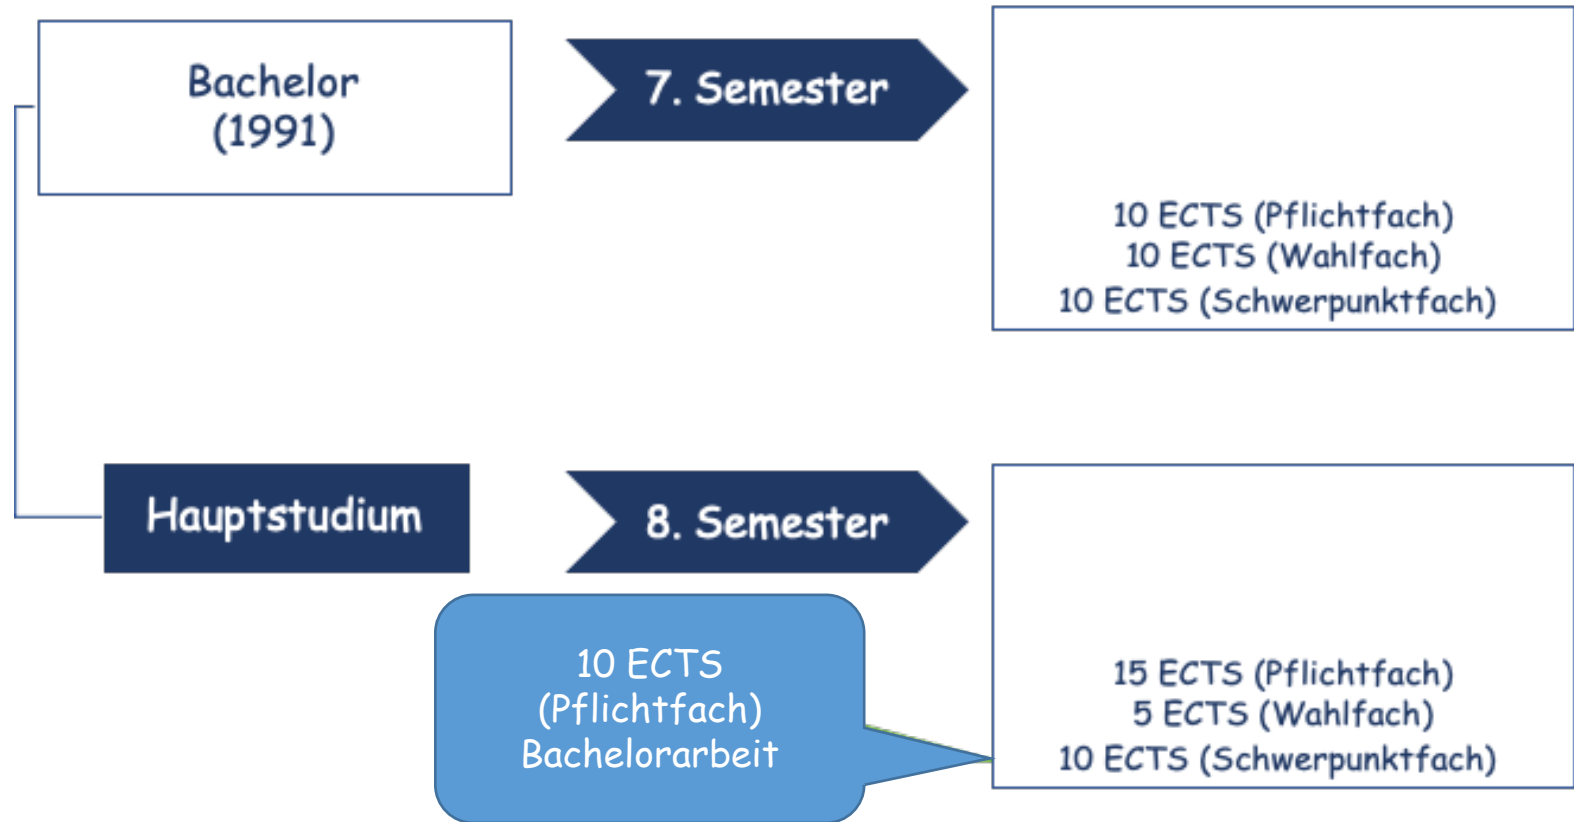 Bachelor
(1991)
7. Semester
10 ECTS (Pflichtfach)
10 ECTS (Wahlfach)
10 ECTS (Schwerpunktfach)
Hauptstudium
8. Semester
10 ECTS
(Pflichtfach)
Bachelorarbeit
15 ECTS (Pflichtfach)
5 ECTS (Wahlfach)
10 ECTS (Schwerpunktfach)